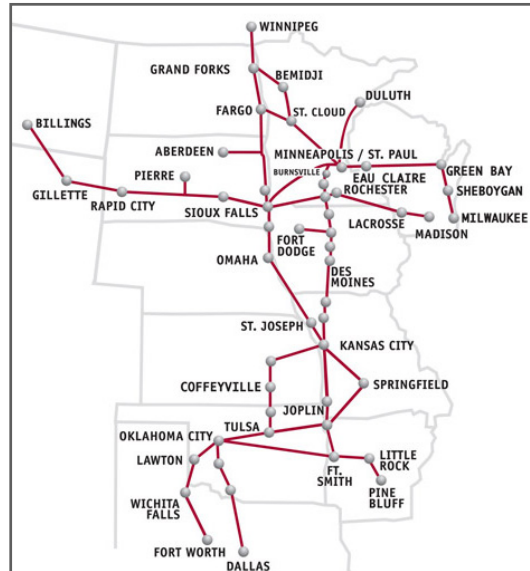 WINNIPEG
GRAND FORKS
BEMIDJI
DULUTH
FARGO
ST. CLOUD
BILLINGS
ABERDEEN
MINNEAPOLIS / ST. PAUL
BURNSVILLE
EAU CLAIRE
GREEN BAY
PIERRE
GILLETTE
RAPID CITY
ROCHESTER
SHEBOYGAN
SIOUX FALLS
LACROSSE
MILWAUKEE
MADISON
FORT
DODGE
OMAHA
DES
MOINES
ST. JOSEPH
KANSAS CITY
COFFEYVILLE
SPRINGFIELD
JOPLIN
TULSA
OKLAHOMA CITY
LAWTON
FT.
SMITH
LITTLE
ROCK
PINE
BLUFF
WICHITA
FALLS
FORT WORTH
DALLAS